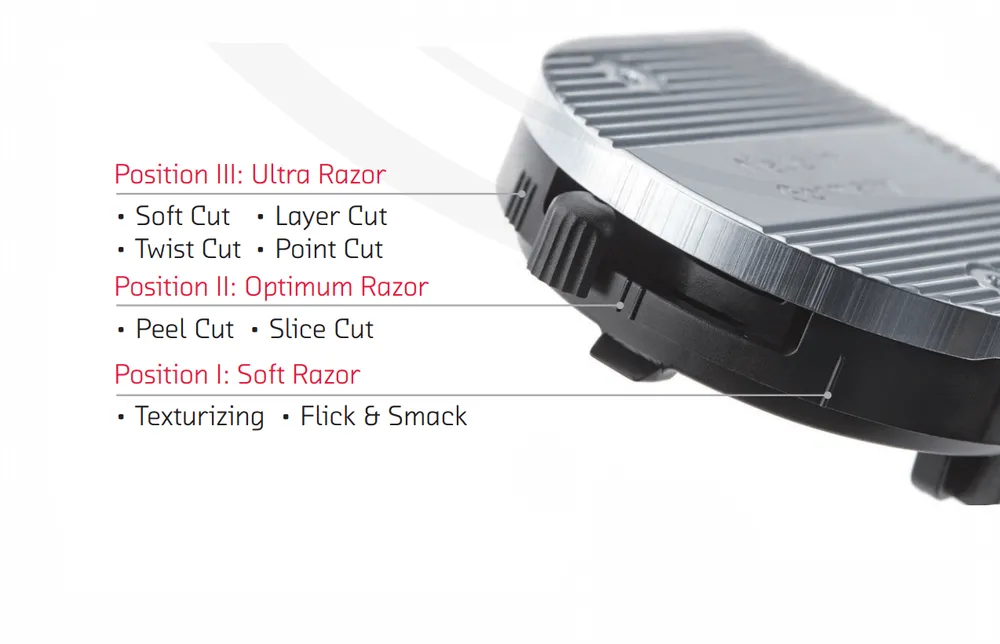 Position III: Ultra Razor
• Soft Cut • Layer Cut
• Twist Cut • Point Cut
Position II: Optimum Razor
• Peel Cut • Slice Cut
Position I: Soft Razor
• Texturizing • Flick & Smack